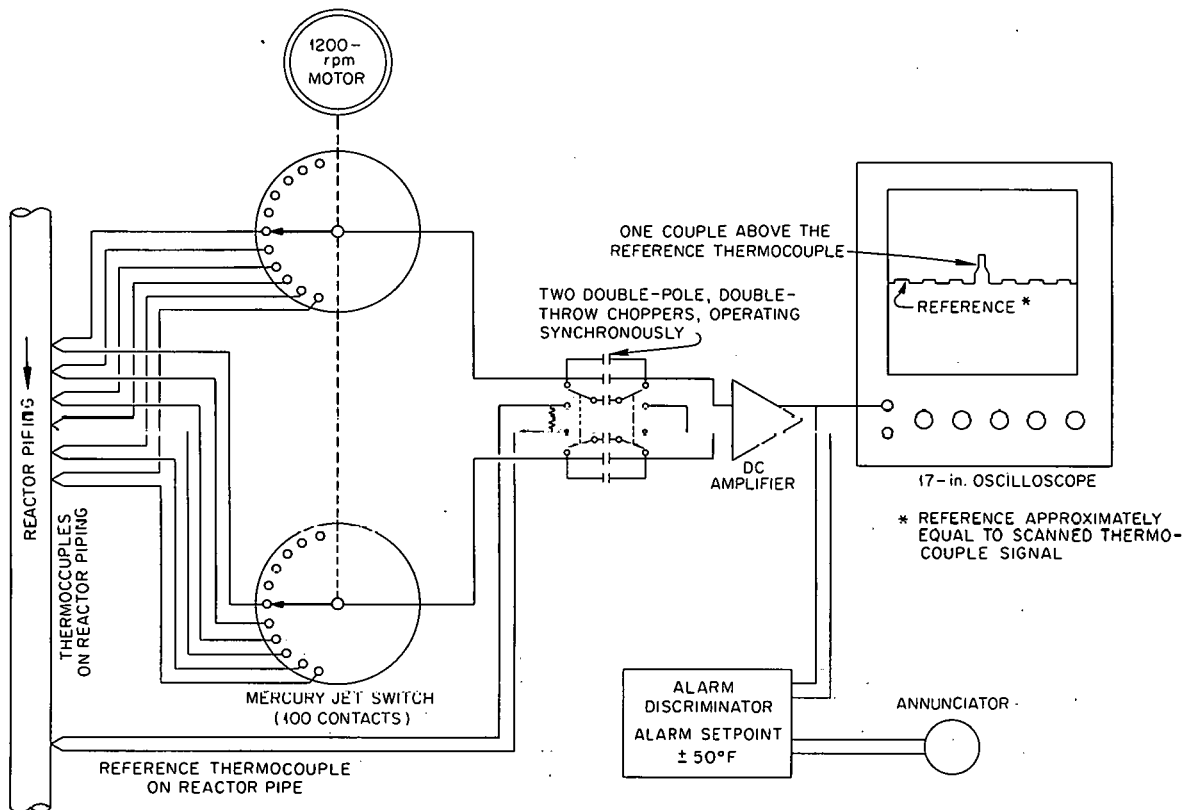 1200-
rpm
MOTOR
ONE COUPLE ABOVE THE
REFERENCE THERMOCOUPLE
REFERENCE *
TWO DOUBLE-POLE, DOUBLE-
THROW CHOPPERS, OPERATING
SYNCHRONOUSLY
REACTOR PIPING
DC
AMPLIFIER
17-in. OSCILLOSCOPE
* REFERENCE APPROXIMATELY
EQUAL TO SCANNED THERMO-
COUPLE SIGNAL
THERMOCCUPLES
ON REACTOR PIPING
MERCURY JET SWITCH
(100 CONTACTS)
ALARM
DISCRIMINATOR
ALARM SETPOINT
± 50°F
ANNUNCIATOR
REFERENCE THERMOCOUPLE
ON REACTOR PIPE